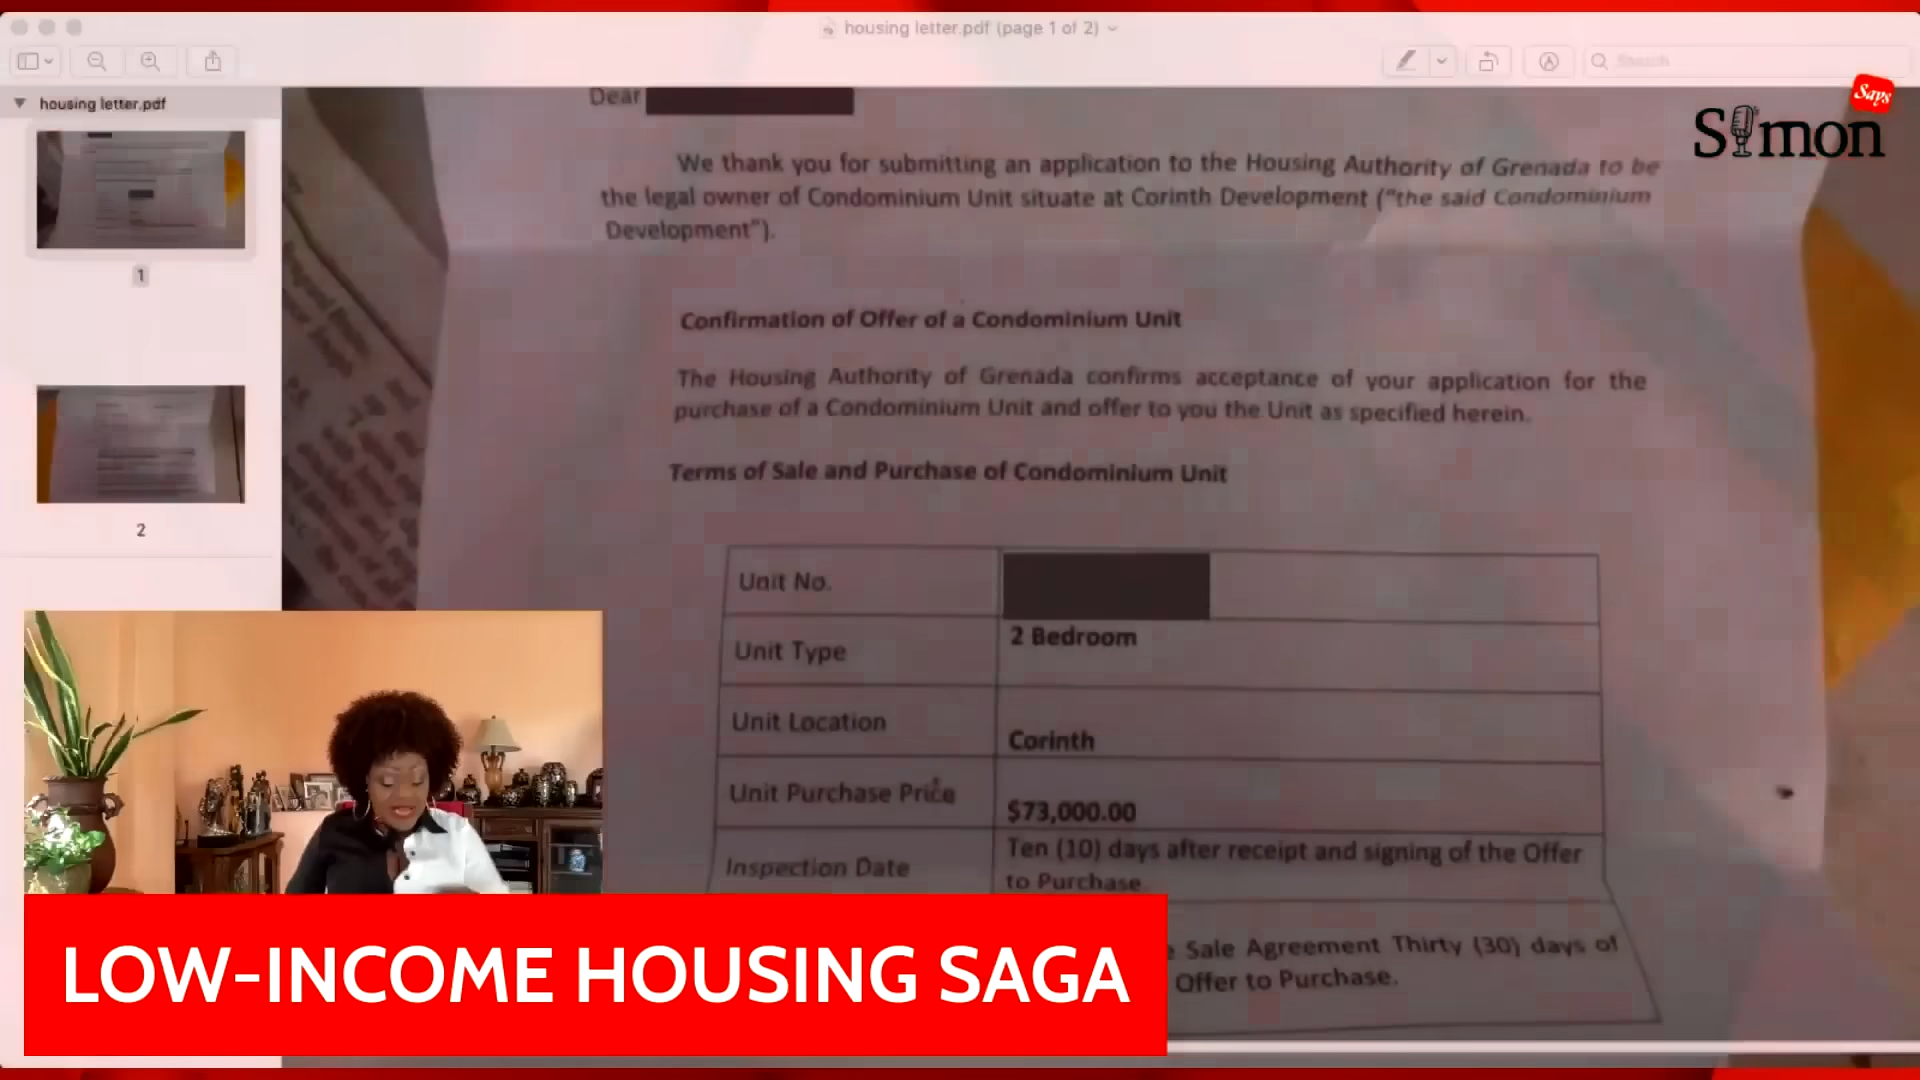 housing letter.pdf (page 1 of 2)
Search
housing letter.pdf
1
2
Says
Simon
Dear
We thank you for submitting an application to the Housing Authority of Grenada to be
the legal owner of Condominium Unit situate at Corinth Development ("the said Condominium
Development").
Confirmation of Offer of a Condominium Unit
The Housing Authority of Grenada confirms acceptance of your application for the
purchase of a Condominium Unit and offer to you the Unit as specified herein.
Terms of Sale and Purchase of Condominium Unit
Unit No.
Unit Type
2 Bedroom
Unit Location
Corinth
Unit Purchase Price
$73,000.00
Inspection Date
Ten (10) days after receipt and signing of the Offer
to Purchase
Sale Agreement Thirty (30) days of
Offer to Purchase.
LOW-INCOME HOUSING SAGA